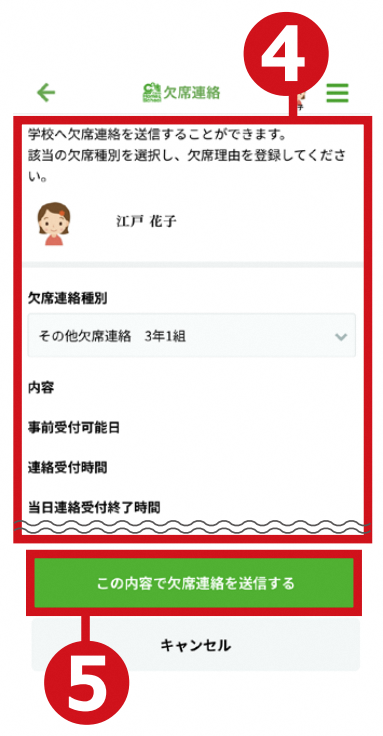 4
欠席連絡
学校へ欠席連絡を送信することができます。
該当の欠席種別を選択し、欠席理由を登録してくださ
い。
江戸 花子
欠席連絡種別
その他欠席連絡　3年1組
内容
事前受付可能日
連絡受付時間
当日連絡受付終了時間
この内容で欠席連絡を送信する
キャンセル
5